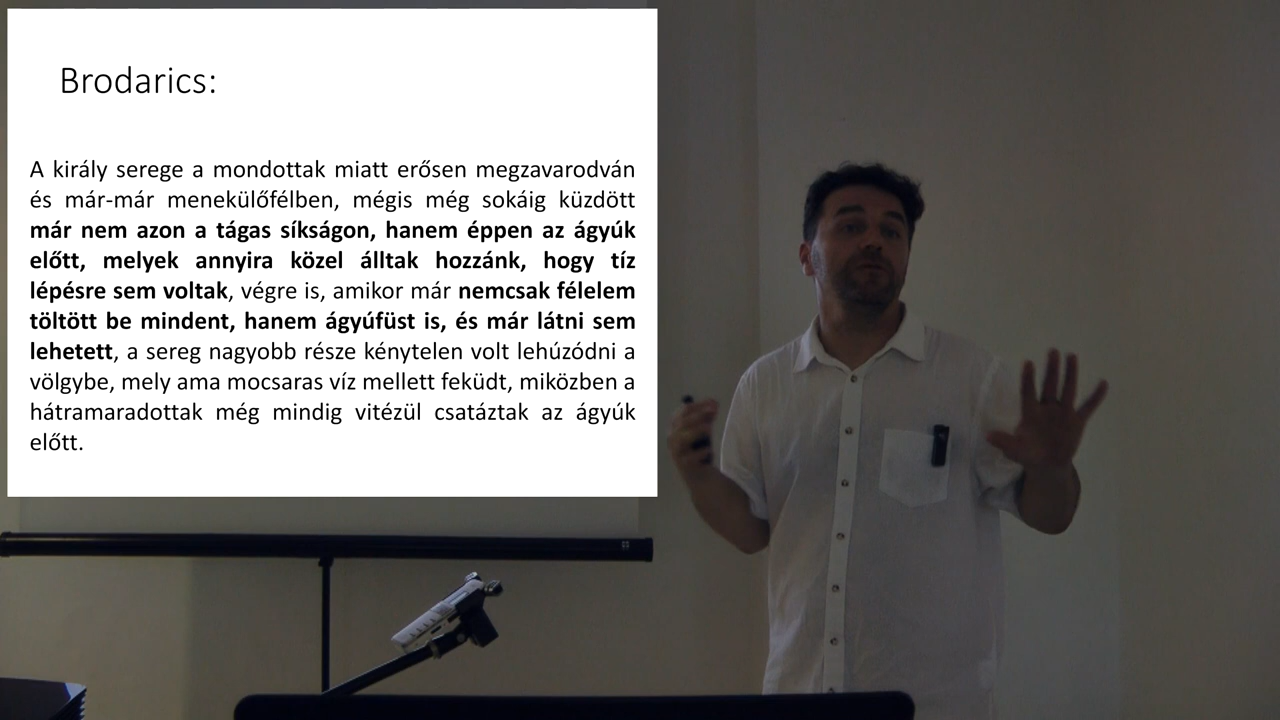 Brodarics:
A király serege a mondottak miatt erősen megzavarodván
és már-már menekülőfélben, mégis még sokáig küzdött
már nem azon a tágas síkságon, hanem éppen az ágyúk
előtt, melyek annyira közel álltak hozzánk, hogy tíz
lépésre sem voltak, végre is, amikor már nemcsak félelem
töltött be mindent, hanem ágyúfüst is, és már látni sem
lehetett, a sereg nagyobb része kénytelen volt lehúzódni a
völgybe, mely ama mocsaras víz mellett feküdt, miközben a
hátramaradottak még mindig vitézül csatáztak az ágyúk
előtt.